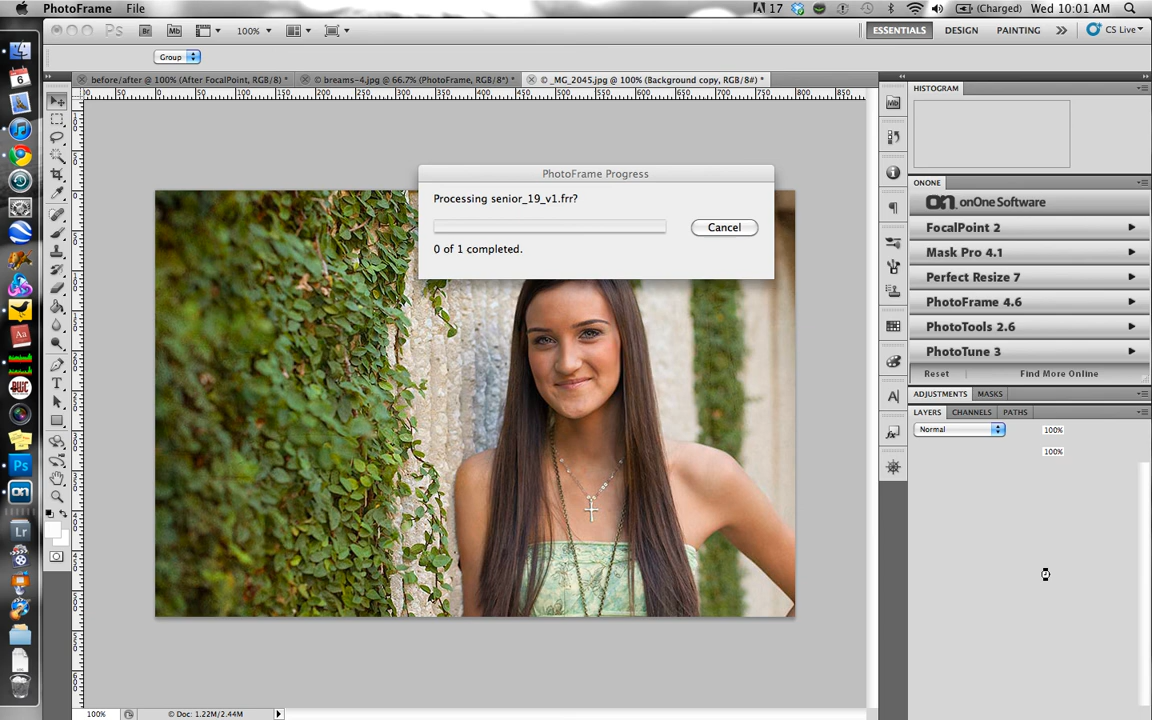 PhotoFrame File
17 (Charged) Wed 10:01 AM
Ps Br Mb 100%
ESSENTIALS DESIGN PAINTING CS Live
Group
before/after @ 100% (After FocalPoint, RGB/8) *
© breams-4.jpg @ 66.7% (PhotoFrame, RGB/8*) *
© _MG_2045.jpg @ 100% (Background copy, RGB/8#) *
PhotoFrame Progress
Processing senior_19_v1.frr?
Cancel
0 of 1 completed.
HISTOGRAM
ONONE
on onOne Software
FocalPoint 2
Mask Pro 4.1
Perfect Resize 7
PhotoFrame 4.6
PhotoTools 2.6
PhotoTune 3
Reset Find More Online
ADJUSTMENTS MASKS
LAYERS CHANNELS PATHS
Normal 100%
100%
100% © Doc: 1.22M/2.44M